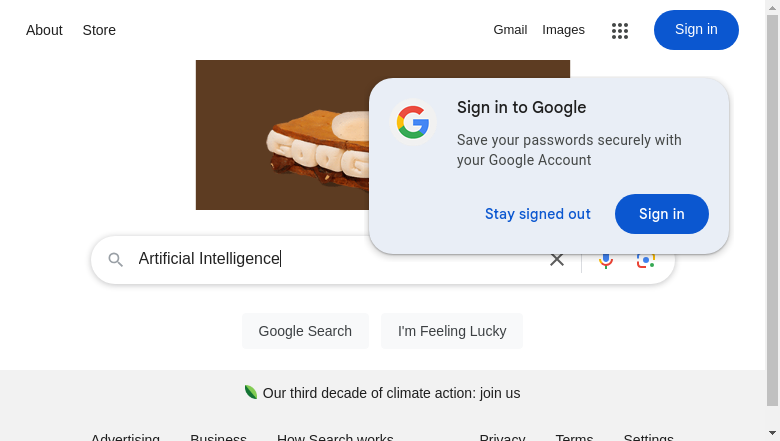 About Store Gmail Images Sign in
Sign in to Google
Save your passwords securely with
your Google Account
Stay signed out Sign in
Artificial Intelligence
Google Search I'm Feeling Lucky
Our third decade of climate action: join us
Advertising Business How Search works Privacy Terms Settings